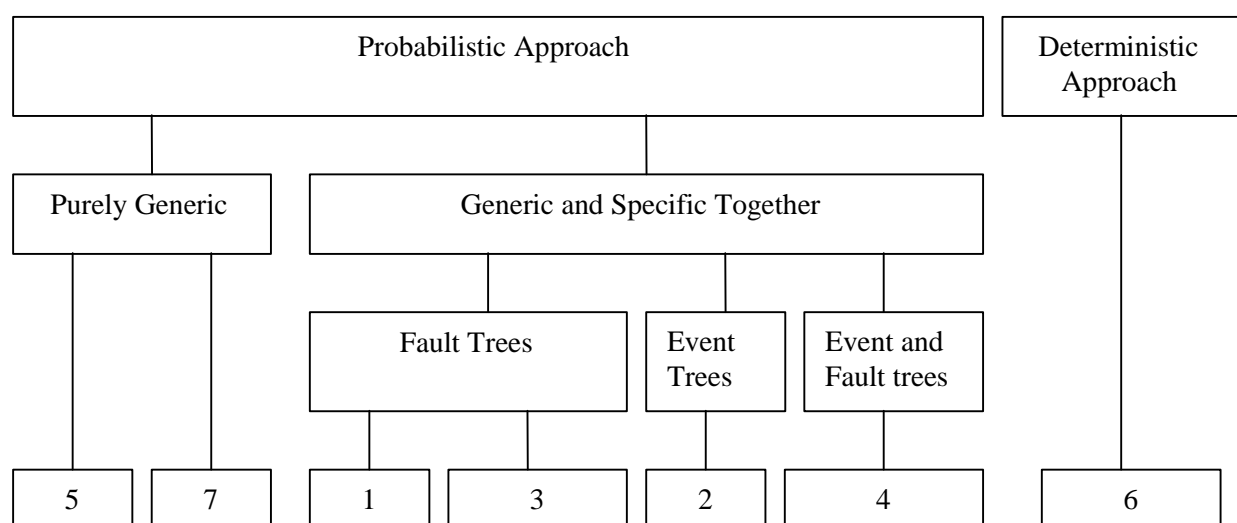 Probabilistic Approach
Deterministic
Approach
Purely Generic
Generic and Specific Together
Fault Trees
Event
Trees
Event and
Fault trees
5
7
1
3
2
4
6